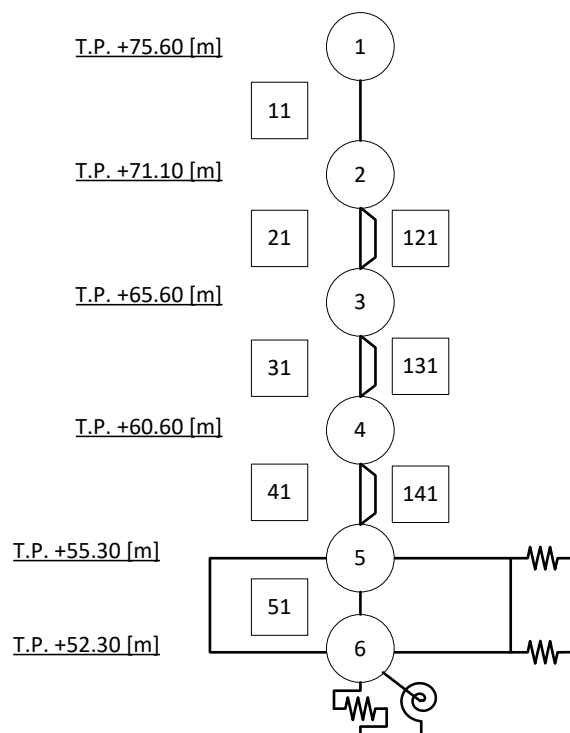 T.P. +75.60 [m]
1
11
T.P. +71.10 [m]
2
21
121
T.P. +65.60 [m]
3
31
131
T.P. +60.60 [m]
4
41
141
T.P. +55.30 [m]
5
51
T.P. +52.30 [m]
6